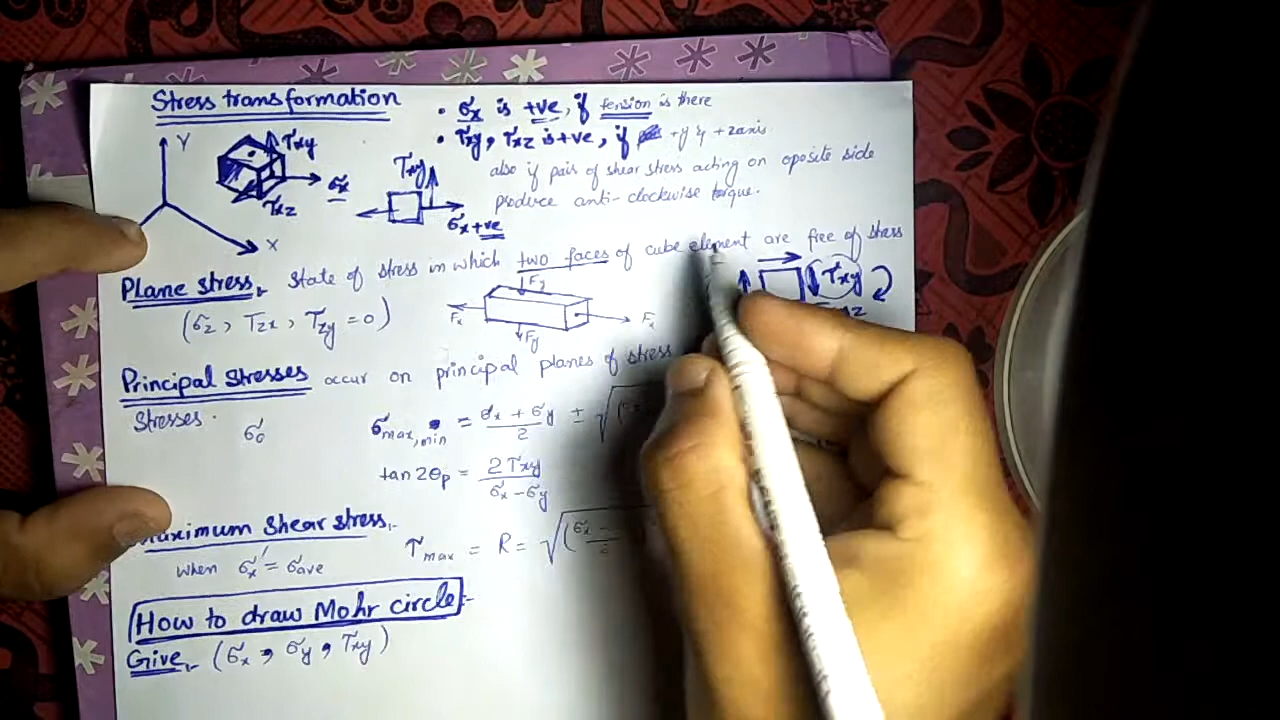 Stress transformation
• σx is +ve, if tension is there
• τxy, τxz is +ve, if +y & +z axis
also if pairs of shear stress acting on oposite side
produce anti-clockwise torque.
Y
X
τxy
σx
τxz
τxy
σx +ve
Plane stress:- State of stress in which two faces of cube element are free of stress
(σz, τzx, τzy = 0)
Fy
Fx
Fx
Fy
τxy
Principal Stresses occur on principal planes of stress
Stresses.
σo
σmax,min = σx + σy / 2 ± √
tan 2θp = 2τxy / σx - σy
Maximum Shear stress:-
when σx' = σave
τmax = R = √(σx -
How to draw Mohr circle:-
Give:- (σx, σy, τxy)